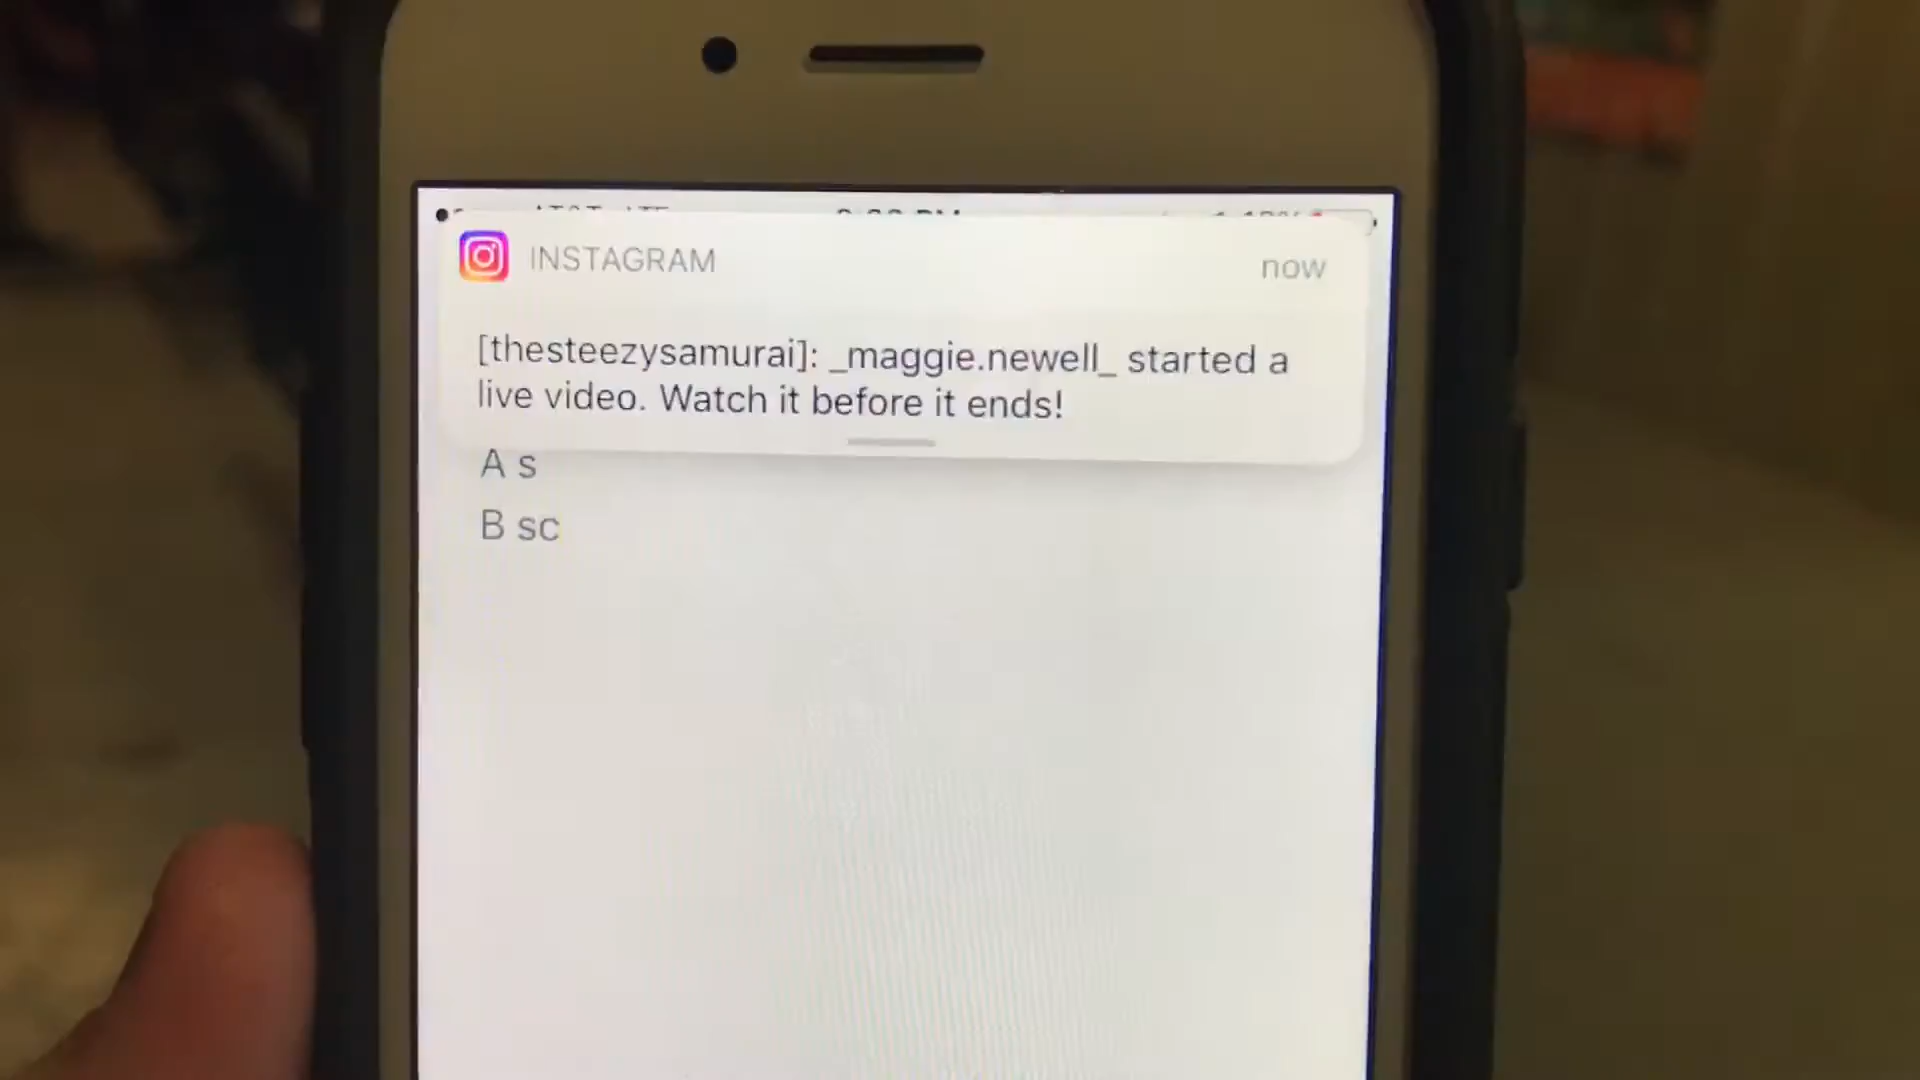 INSTAGRAM now
[thesteezysamurai]: _maggie.newell_ started a
live video. Watch it before it ends!
A s
B sc